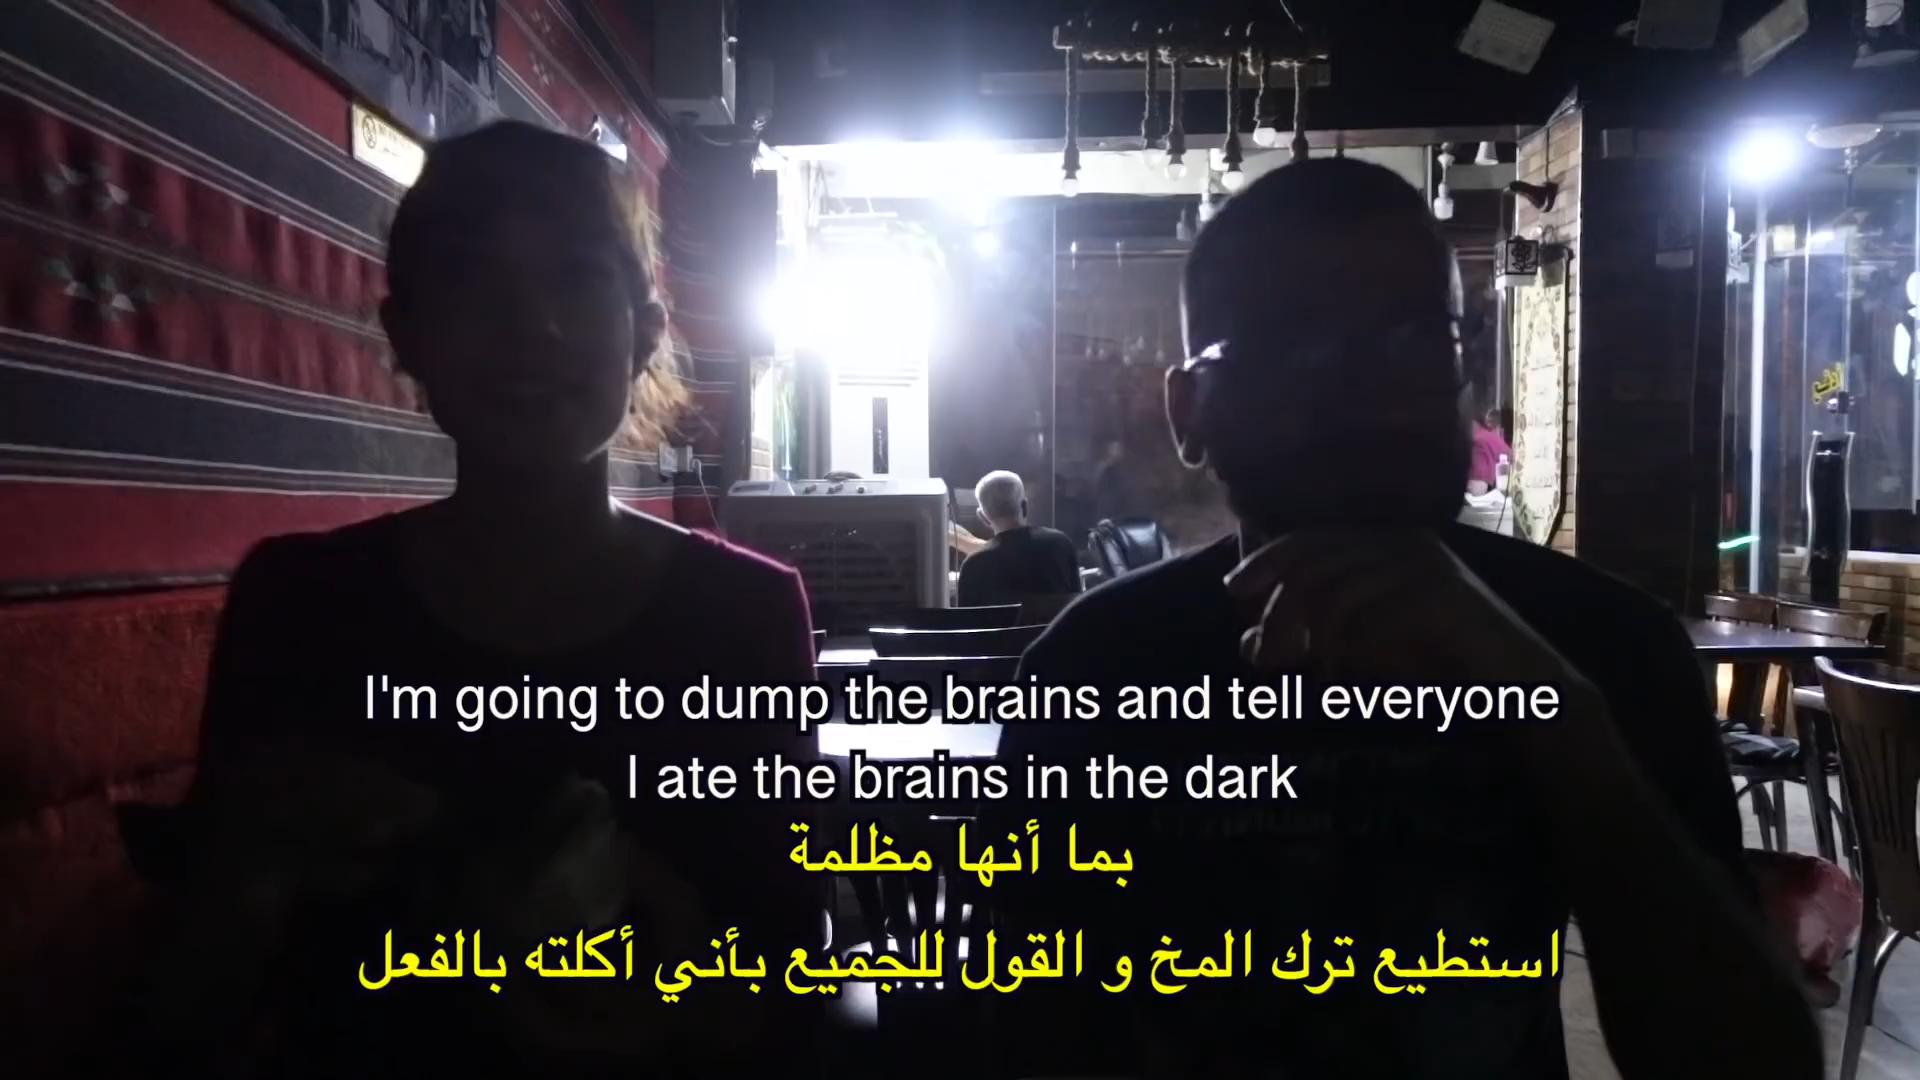 I'm going to dump the brains and tell everyone
I ate the brains in the dark
بما أنها مظلمة
استطيع ترك المخ و القول للجميع بأني أكلته بالفعل